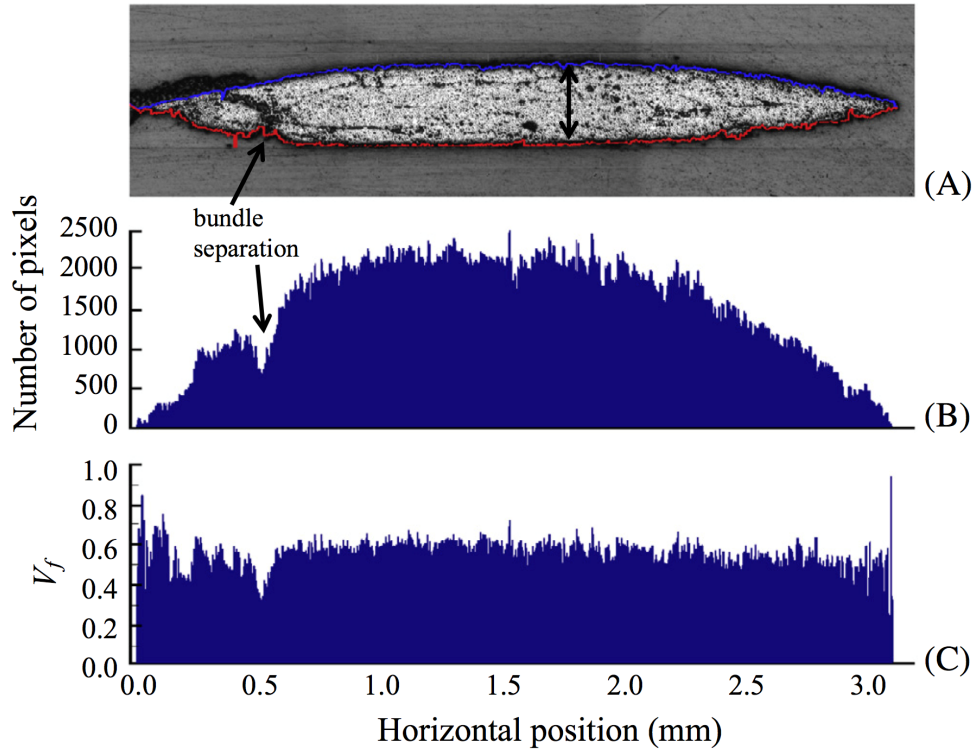 (A)
bundle
separation
Number of pixels
2500
2000
1500
1000
500
0
(B)
V_f
1.0
0.8
0.6
0.4
0.2
0.0
(C)
0.0 0.5 1.0 1.5 2.0 2.5 3.0
Horizontal position (mm)